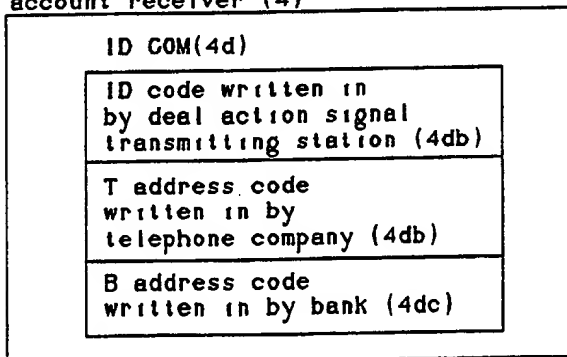 account receiver (4)
ID COM(4d)
ID code written in
by deal action signal
transmitting station (4db)
T address code
written in by
telephone company (4db)
B address code
written in by bank (4dc)